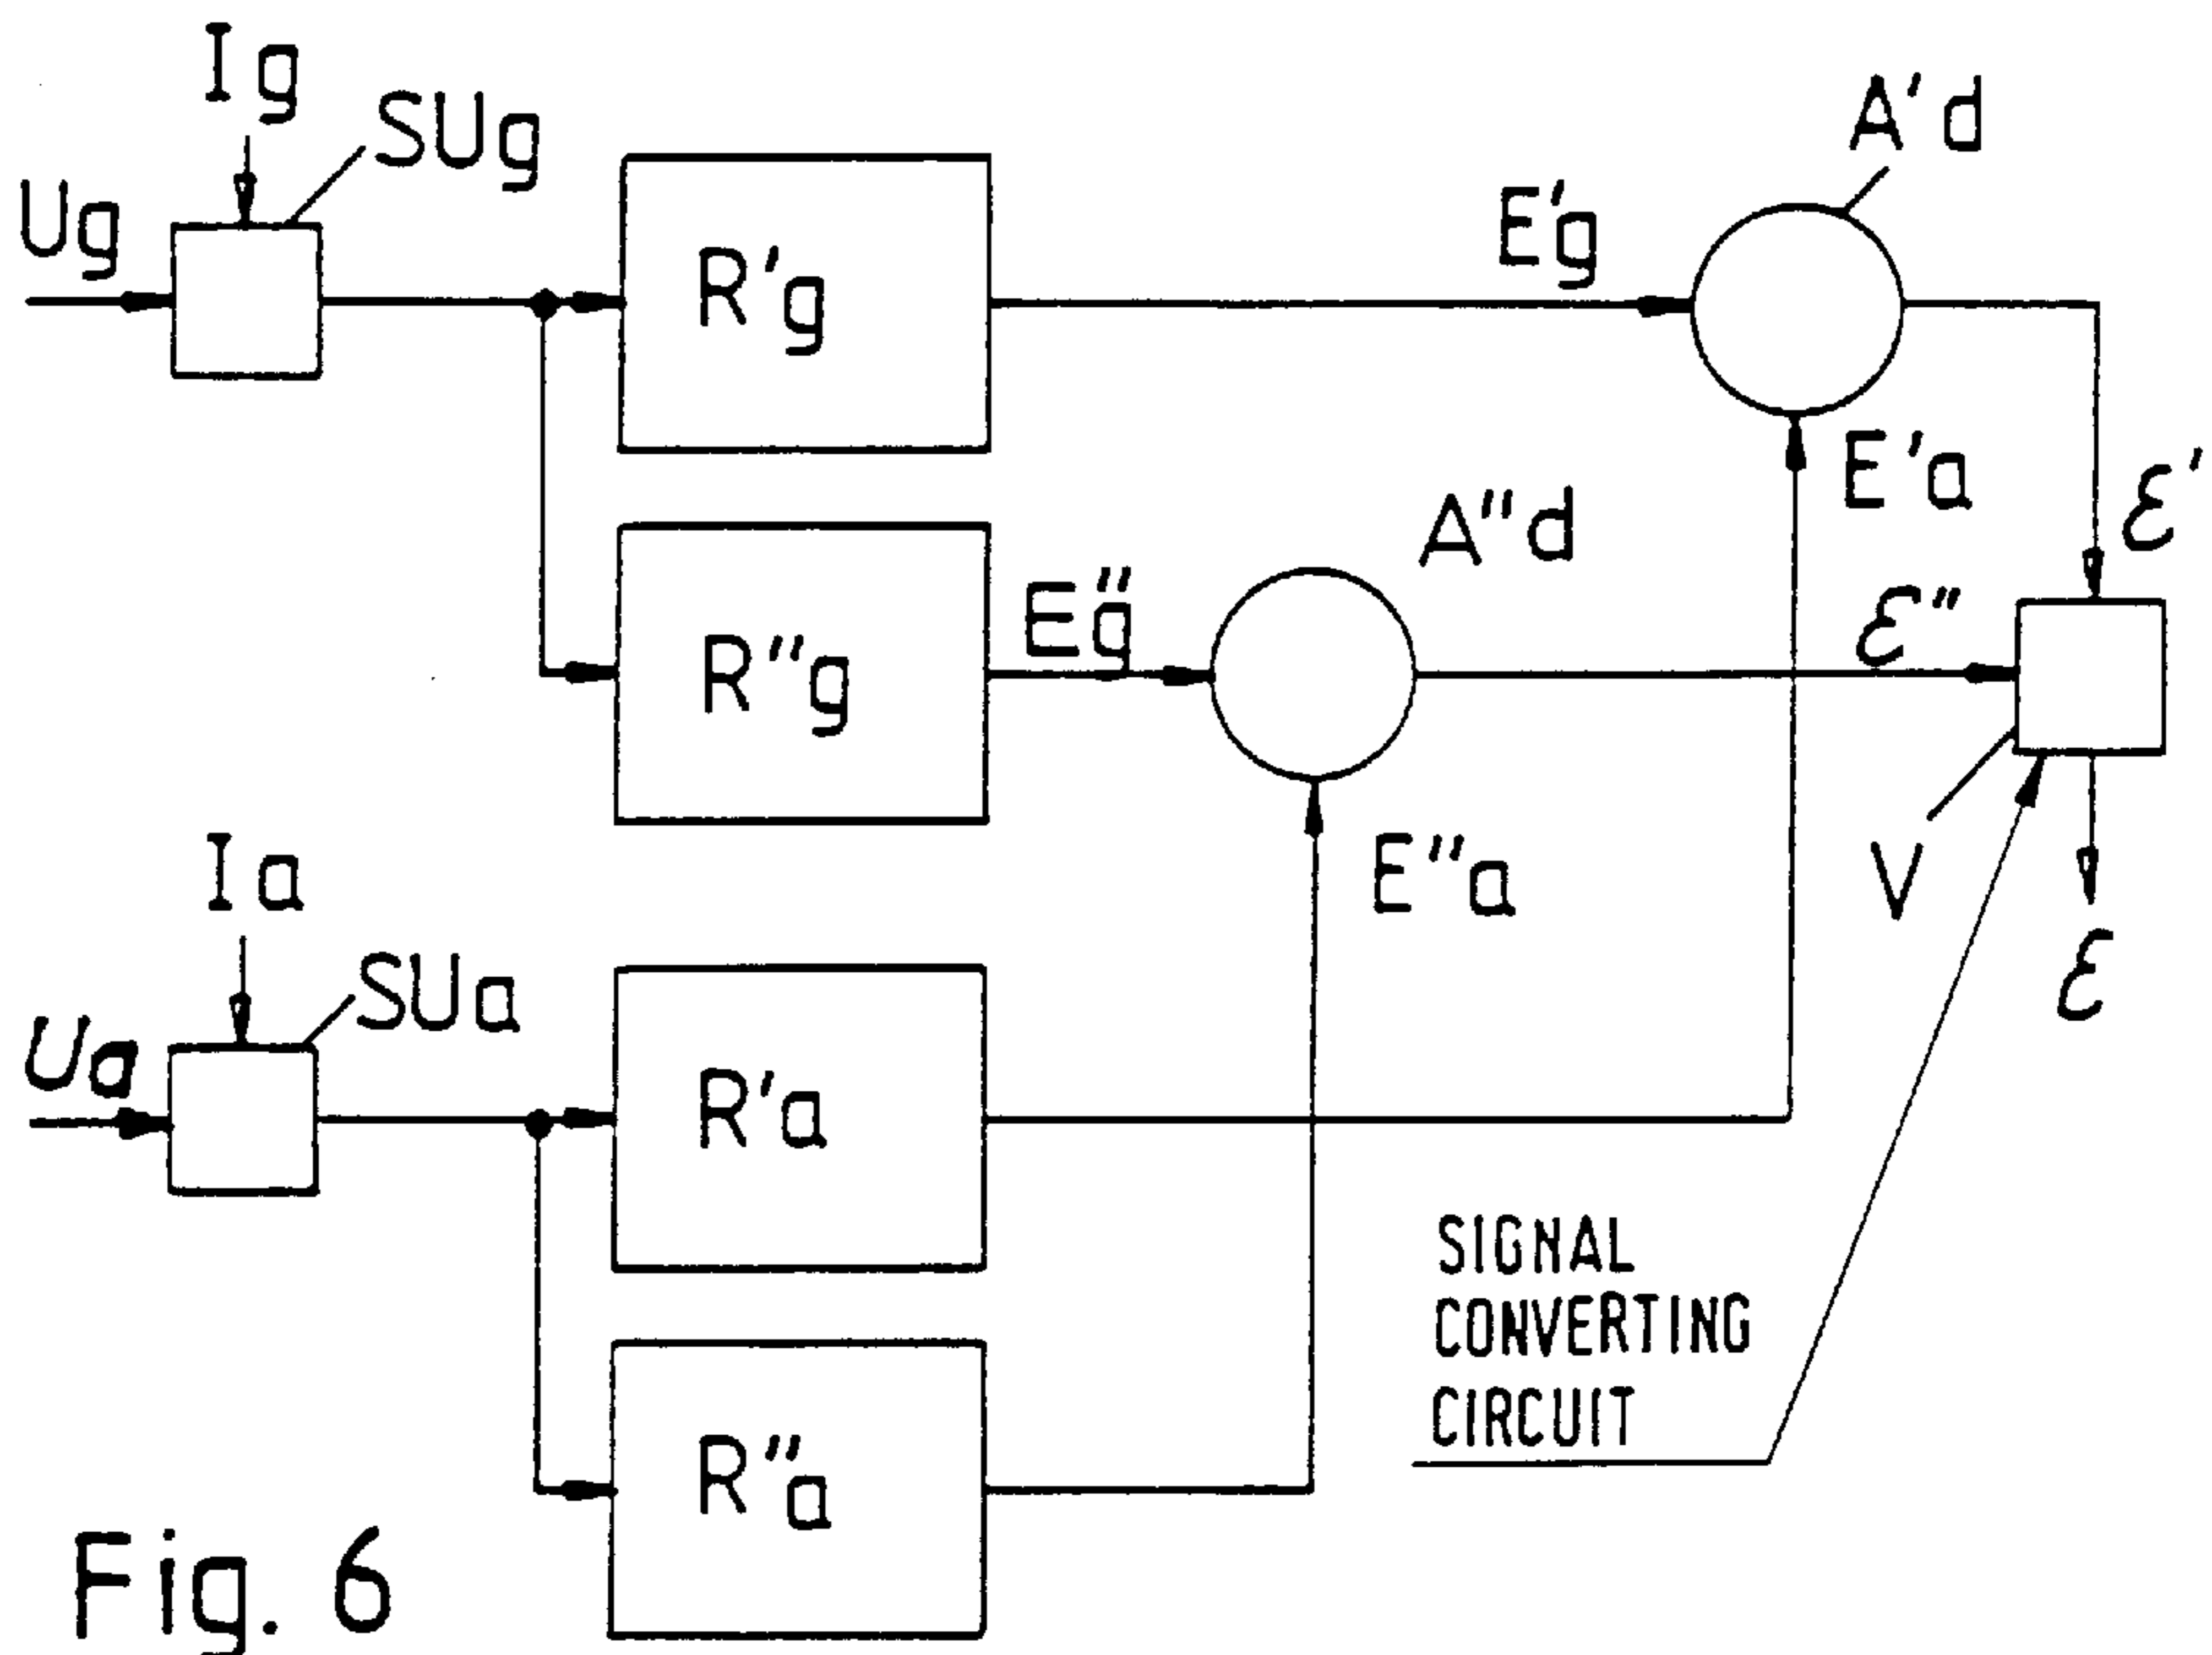 Ig
SUg
Ug
R'g
E'g
A'd
E'a
ε'
R"g
E"g
A"d
ε"
V
ε
Ia
SUa
Ua
R'a
E"a
R"a
SIGNAL
CONVERTING
CIRCUIT
Fig. 6